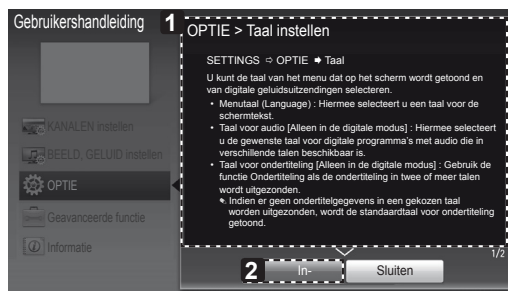 Gebruikershandleiding
1
OPTIE > Taal instellen
SETTINGS ⇨ OPTIE ➧ Taal
U kunt de taal van het menu dat op het scherm wordt getoond en
van digitale geluidsuitzendingen selecteren.
• Menutaal (Language) : Hiermee selecteert u een taal voor de
schermtekst.
• Taal voor audio [Alleen in de digitale modus] : Hiermee selecteert
u de gewenste taal voor digitale programma's met audio die in
verschillende talen beschikbaar is.
• Taal voor ondertiteling [Alleen in de digitale modus] : Gebruik de
functie Ondertiteling als de ondertiteling in twee of meer talen
wordt uitgezonden.
Indien er geen ondertitelgegevens in een gekozen taal
worden uitgezonden, wordt de standaardtaal voor ondertiteling
getoond.
KANALEN instellen
BEELD, GELUID instellen
OPTIE
Geavanceerde functie
Informatie
1/2
2
In-
Sluiten